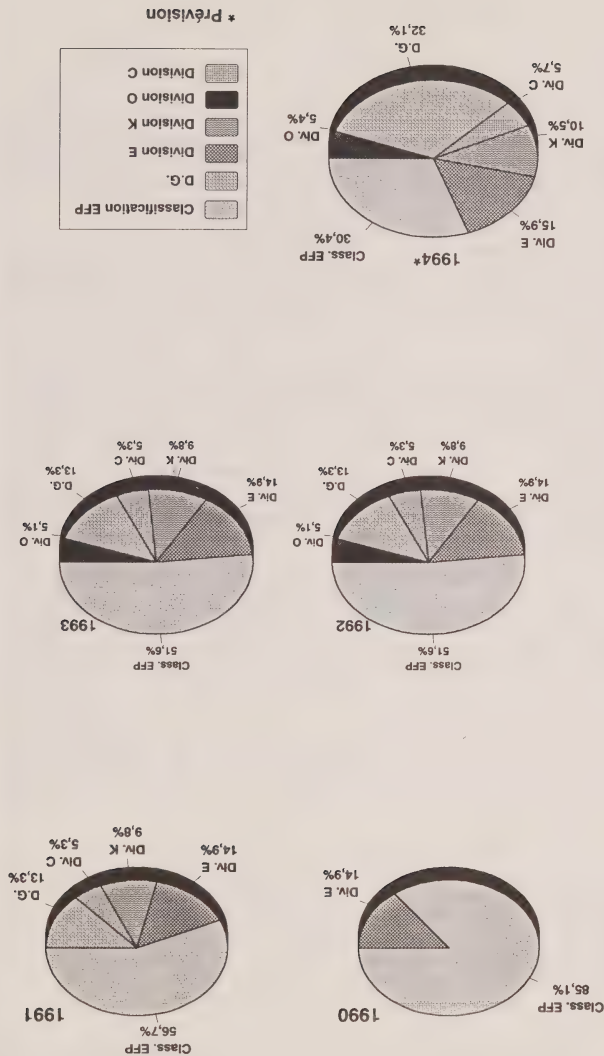 Class. EFP
85,1%
1990
Div. E
14,9%
Class. EFP
56,7%
1991
Div. E
14,9%
Div. K
9,8%
Div. C
5,3%
D.G.
13,3%
Class. EFP
51,6%
1992
Div. O
5,1%
Div. E
14,9%
Div. K
9,8%
Div. C
5,3%
D.G.
13,3%
Class. EFP
51,6%
1993
Div. O
5,1%
Div. E
14,9%
Div. K
9,8%
Div. C
5,3%
D.G.
13,3%
1994*
Class. EFP
30,4%
Div. E
15,9%
Div. K
10,5%
Div. C
5,7%
D.G.
32,1%
Div. O
5,4%
Classification EFP
D.G.
Division E
Division K
Division O
Division C
* Prévision